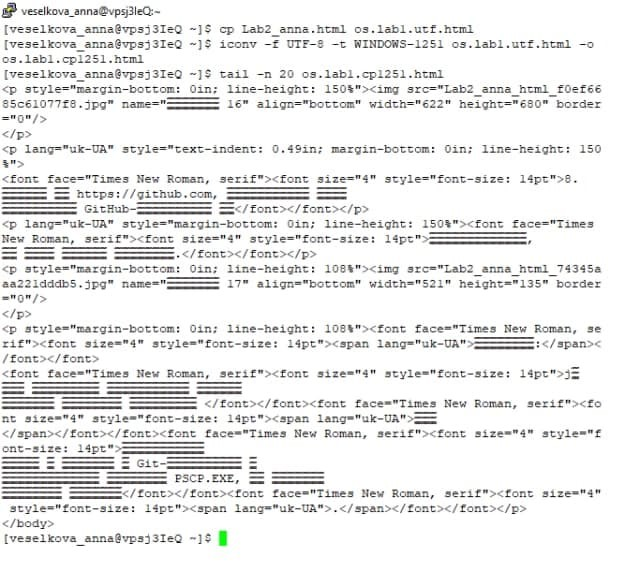 veselkova_anna@vpsj3IeQ:~
[veselkova_anna@vpsj3IeQ ~]$ cp Lab2_anna.html os.lab1.utf.html
[veselkova_anna@vpsj3IeQ ~]$ iconv -f UTF-8 -t WINDOWS-1251 os.lab1.utf.html -o
os.lab1.cp1251.html
[veselkova_anna@vpsj3IeQ ~]$ tail -n 20 os.lab1.cp1251.html
<p style="margin-bottom: 0in; line-height: 150%"><img src="Lab2_anna_html_f0ef66
85c61077f8.jpg" name=" 16" align="bottom" width="622" height="680" border
="0"/>
</p>
<p lang="uk-UA" style="text-indent: 0.49in; margin-bottom: 0in; line-height: 150
%">
<font face="Times New Roman, serif"><font size="4" style="font-size: 14pt">8.
https://github.com,
GitHub- </font></font></p>
<p lang="uk-UA" style="margin-bottom: 0in; line-height: 150%"><font face="Times
New Roman, serif"><font size="4" style="font-size: 14pt"> ,
.</font></font></p>
<p style="margin-bottom: 0in; line-height: 108%"><img src="Lab2_anna_html_74345a
aa221dddb5.jpg" name=" 17" align="bottom" width="521" height="135" border
="0"/>
</p>
<p style="margin-bottom: 0in; line-height: 108%"><font face="Times New Roman, se
rif"><font size="4" style="font-size: 14pt"><span lang="uk-UA"> :</span><
/font></font>
<font face="Times New Roman, serif"><font size="4" style="font-size: 14pt">j
</font></font><font face="Times New Roman, serif"><fo
nt size="4" style="font-size: 14pt"><span lang="uk-UA">
</span></font></font><font face="Times New Roman, serif"><font size="4" style="f
ont-size: 14pt">
Git-
PSCP.EXE,
</font></font><font face="Times New Roman, serif"><font size="4"
style="font-size: 14pt"><span lang="uk-UA">.</span></font></font></p>
</body>
[veselkova_anna@vpsj3IeQ ~]$